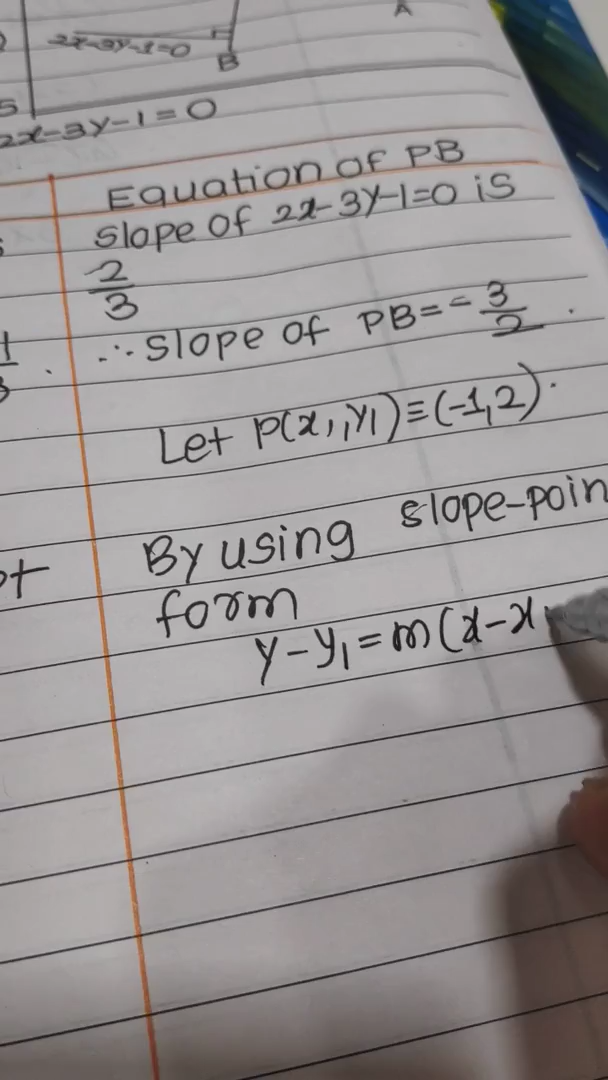 A
2x-3y-1=0
B
5
2x-3y-1=0
Equation of PB
slope of 2x-3y-1=0 is
2/3
∴ slope of PB=-3/2.
Let P(x1,y1)≡(-1,2).
By using slope-poin
form
y-y1=m(x-x